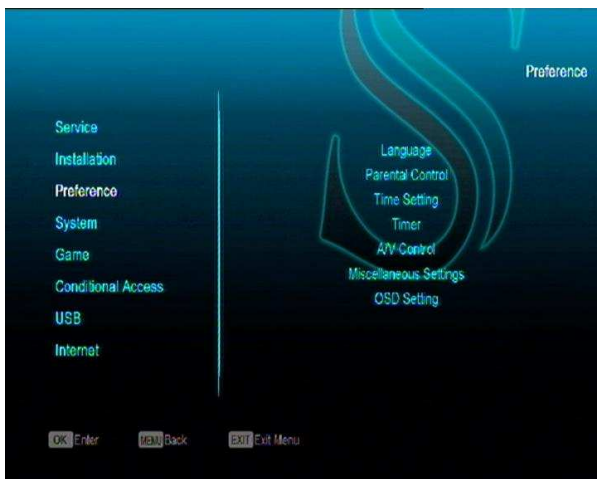 Preference
Service
Installation
Preference
System
Game
Conditional Access
USB
Internet
Language
Parental Control
Time Setting
Timer
A/V Control
Miscellaneous Settings
OSD Setting
OK Enter
MENU Back
EXIT Exit Menu